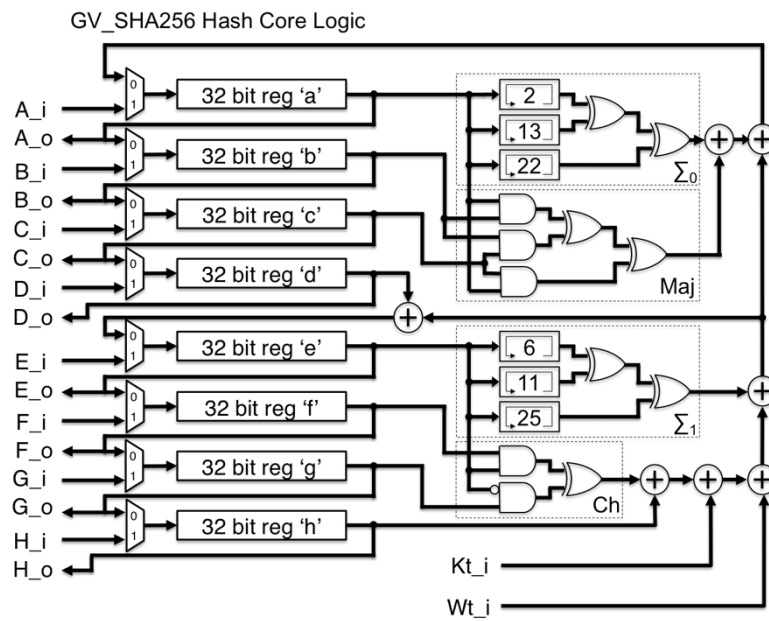 GV_SHA256 Hash Core Logic
0
1
32 bit reg 'a'
2
A_i
A_o
13
0
1
32 bit reg 'b'
B_i
22
Σ0
B_o
0
1
32 bit reg 'c'
C_i
C_o
0
1
32 bit reg 'd'
D_i
Maj
D_o
0
1
32 bit reg 'e'
6
E_i
E_o
11
0
1
32 bit reg 'f'
F_i
25
Σ1
F_o
0
1
32 bit reg 'g'
G_i
Ch
G_o
0
1
32 bit reg 'h'
H_i
H_o
Kt_i
Wt_i